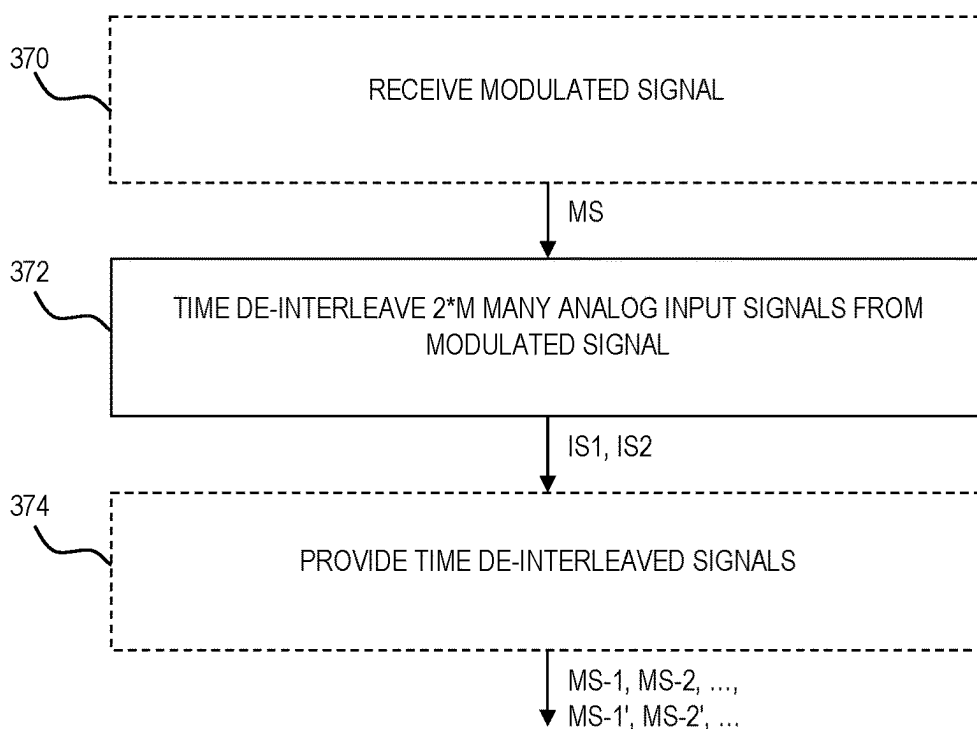 370
RECEIVE MODULATED SIGNAL
MS
372
TIME DE-INTERLEAVE 2*M MANY ANALOG INPUT SIGNALS FROM
MODULATED SIGNAL
IS1, IS2
374
PROVIDE TIME DE-INTERLEAVED SIGNALS
MS-1, MS-2, ...,
MS-1', MS-2', ...